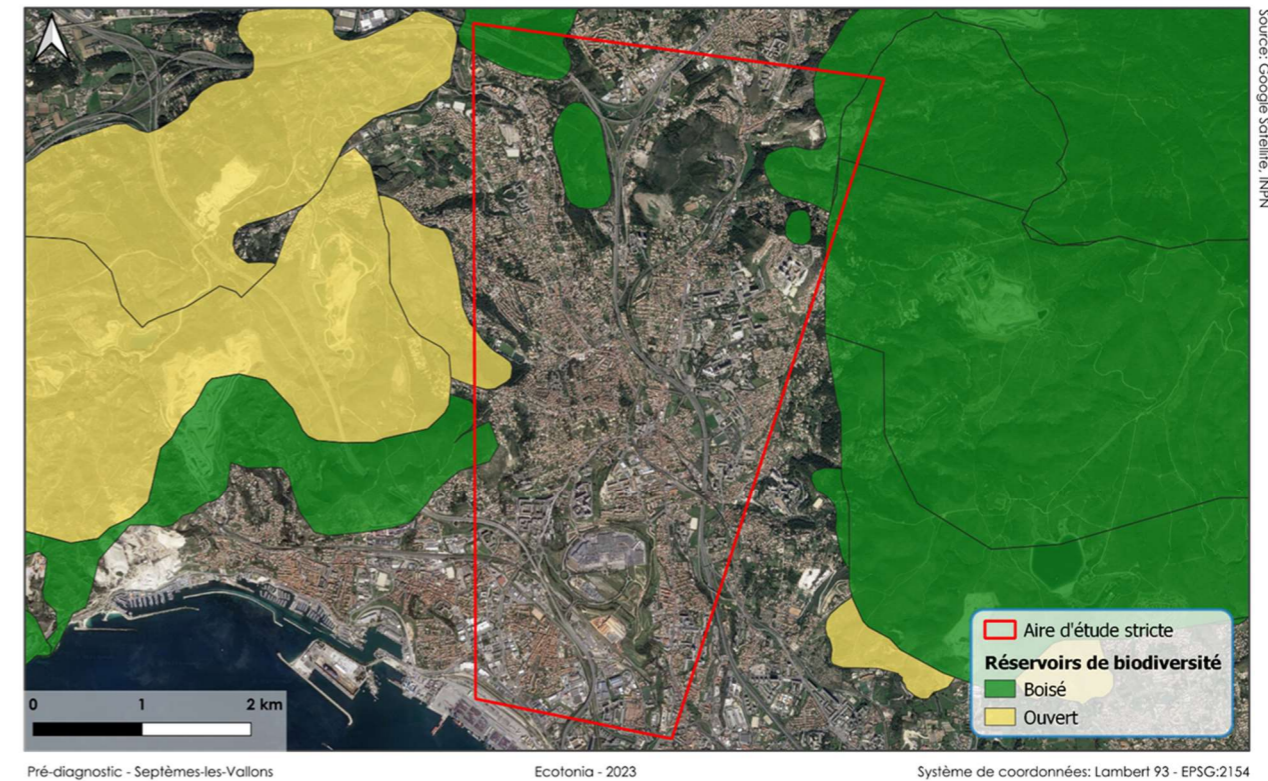 Source: Google Satellite, INPN
Aire d'étude stricte
Réservoirs de biodiversité
Boisé
Ouvert
0 1 2 km
Pré-diagnostic - Septèmes-les-Vallons
Ecotonia - 2023
Système de coordonnées: Lambert 93 - EPSG:2154